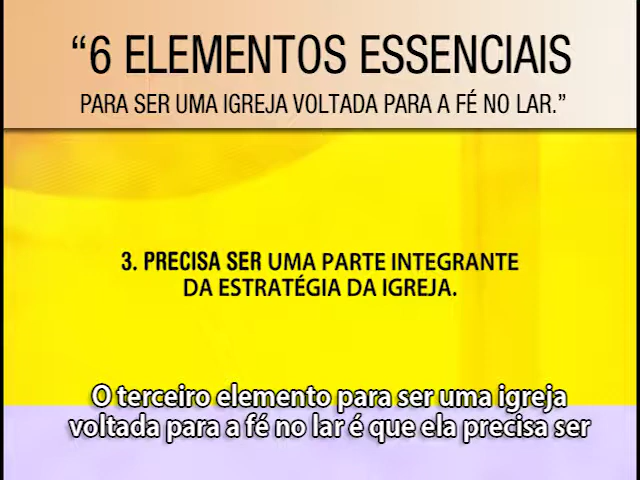 “6 ELEMENTOS ESSENCIAIS
PARA SER UMA IGREJA VOLTADA PARA A FÉ NO LAR.”
3. PRECISA SER UMA PARTE INTEGRANTE
DA ESTRATÉGIA DA IGREJA.
O terceiro elemento para ser uma igreja
voltada para a fé no lar é que ela precisa ser